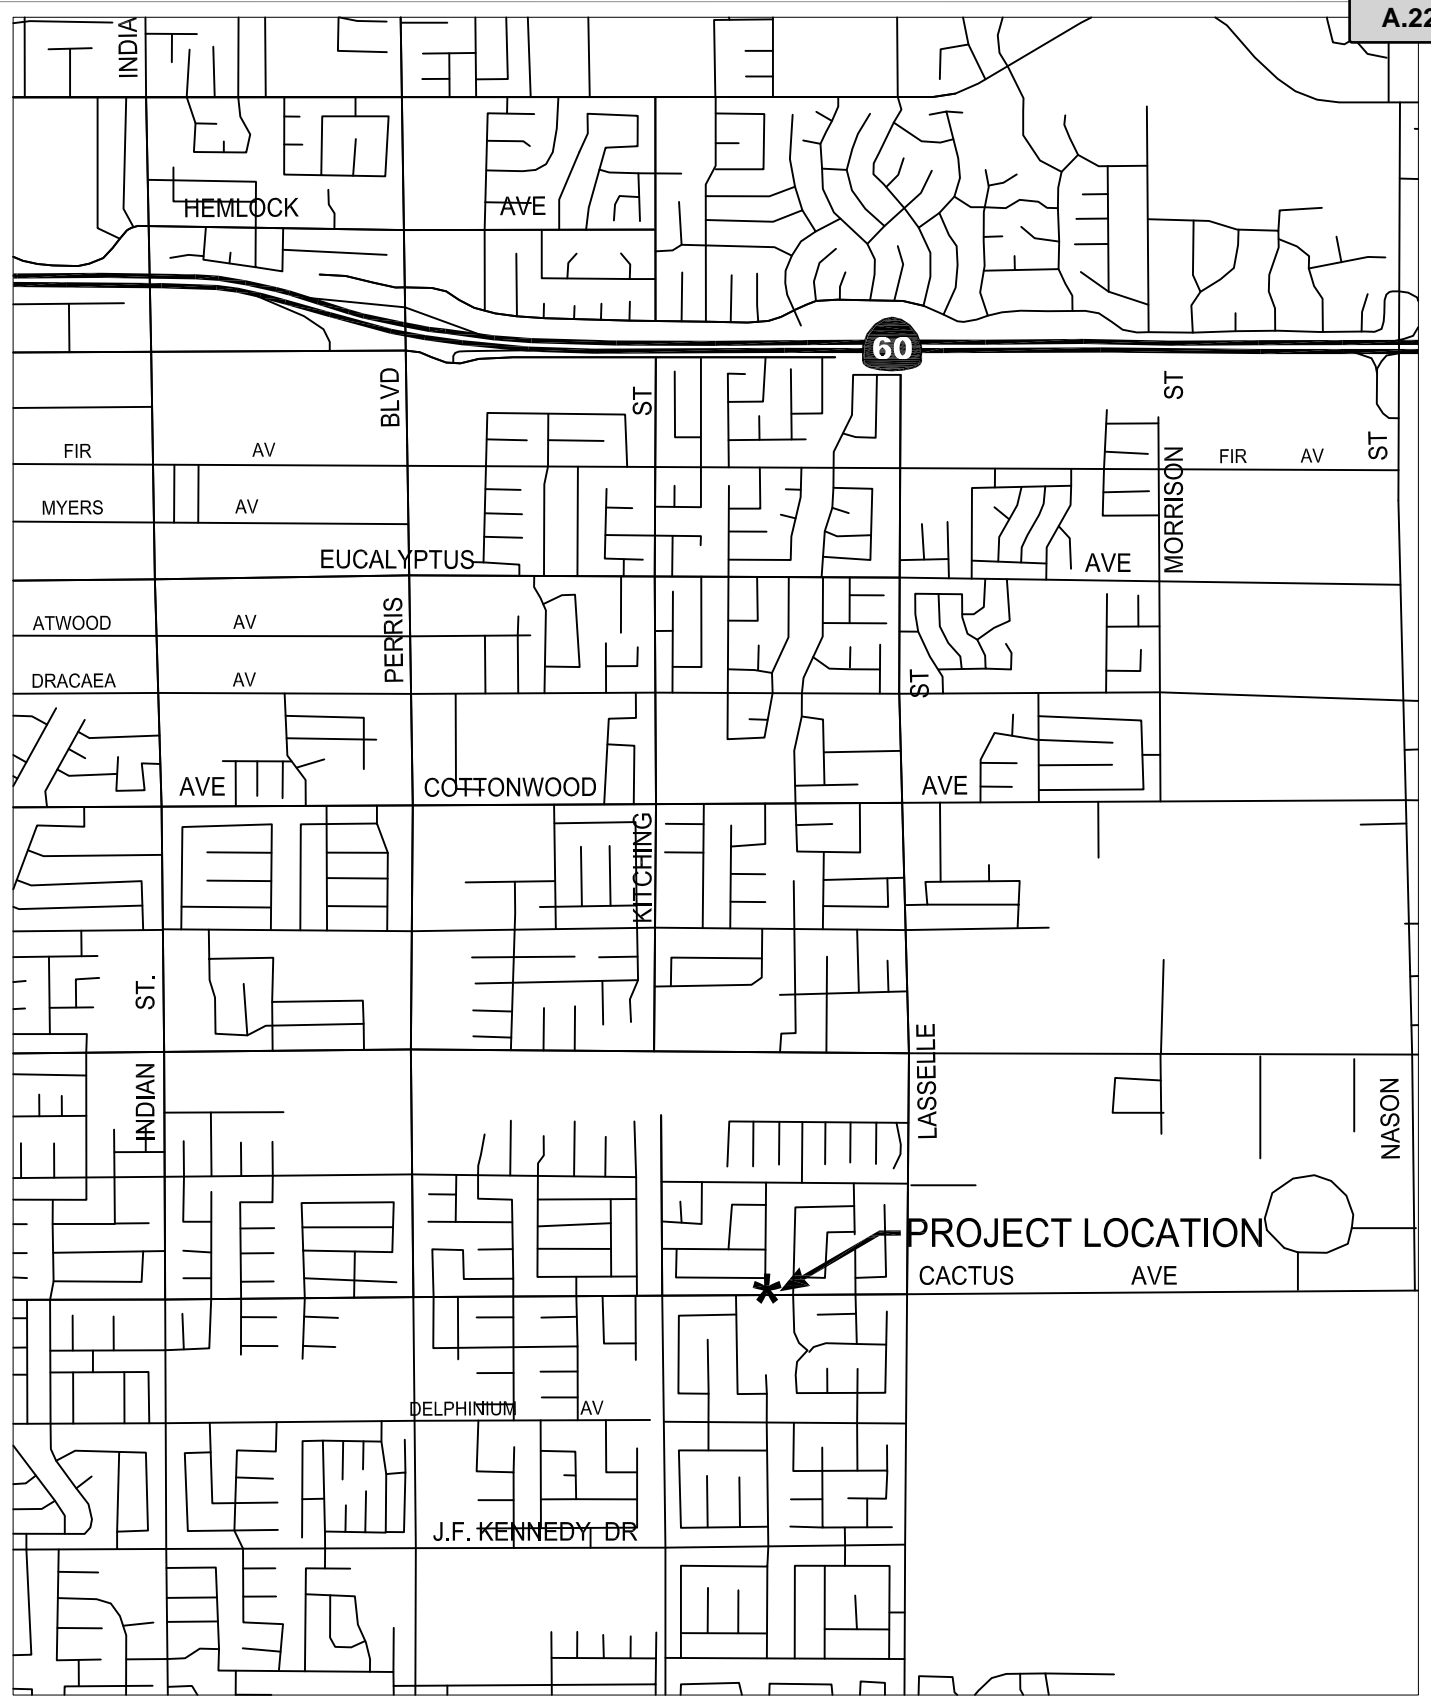 A.22
INDIA
HEMLOCK AVE
60
BLVD
ST
ST
ST
FIR AV
FIR AV
MYERS AV
MORRISON
EUCALYPTUS AVE
ATWOOD AV
PERRIS
DRACAEA AV
ST
AVE COTTONWOOD AVE
KITCHING
ST.
INDIAN
LASSELLE
NASON
PROJECT LOCATION
*
CACTUS AVE
DELPHINIUM AV
J.F. KENNEDY DR